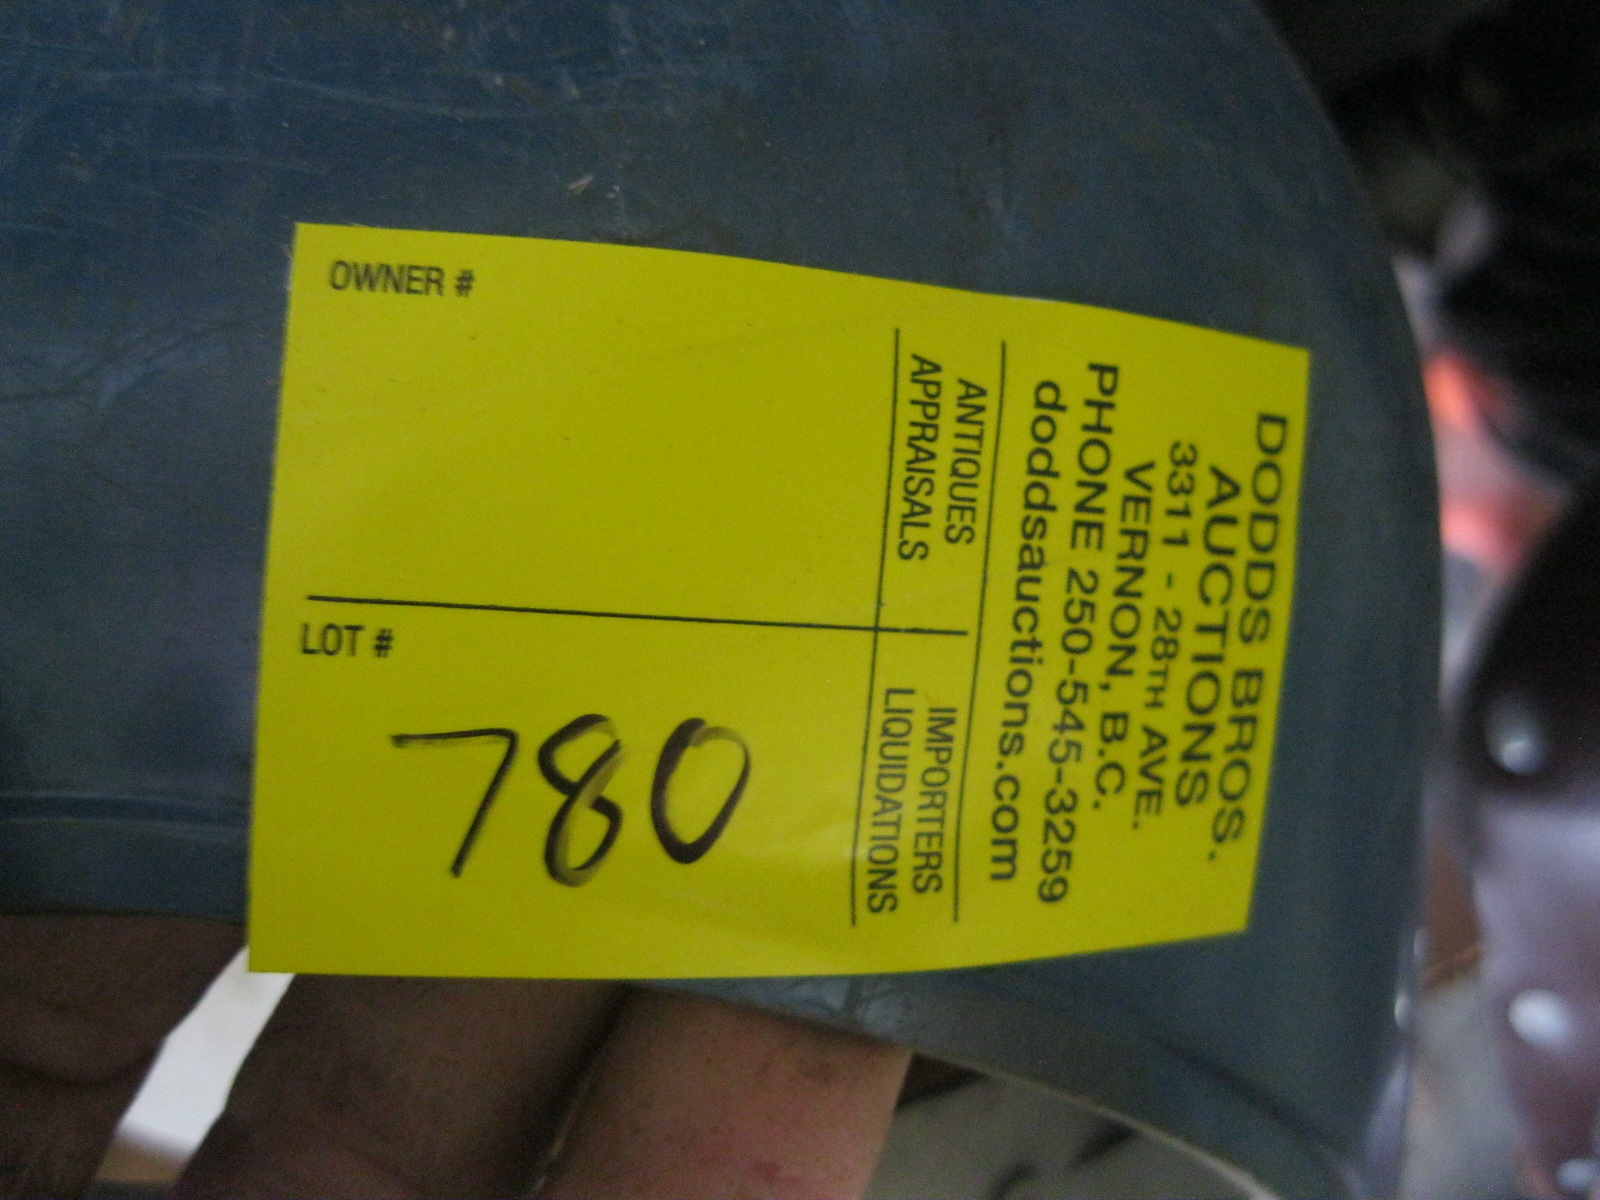 DODDS BROS.
AUCTIONS
3311 - 28TH AVE.
VERNON, B.C.
PHONE 250-545-3259
doddsauctions.com
ANTIQUES
APPRAISALS
IMPORTERS
LIQUIDATIONS
OWNER #
LOT #
780